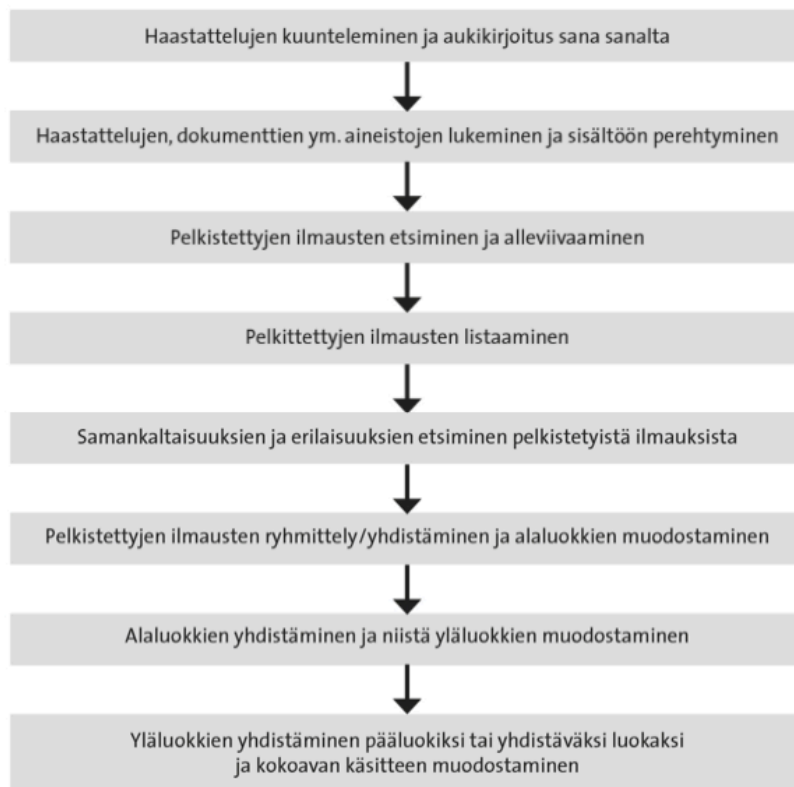 Haastattelujen kuunteleminen ja aukikirjoitus sana sanalta
Haastattelujen, dokumenttien ym. aineistojen lukeminen ja sisältöön perehtyminen
Pelkistettyjen ilmausten etsiminen ja alleviivaaminen
Pelkittettyjen ilmausten listaaminen
Samankaltaisuuksien ja erilaisuuksien etsiminen pelkistetyistä ilmauksista
Pelkistettyjen ilmausten ryhmittely/yhdistäminen ja alaluokkien muodostaminen
Alaluokkien yhdistäminen ja niistä yläluokkien muodostaminen
Yläluokkien yhdistäminen pääluokiksi tai yhdistäväksi luokaksi
ja kokoavan käsitteen muodostaminen